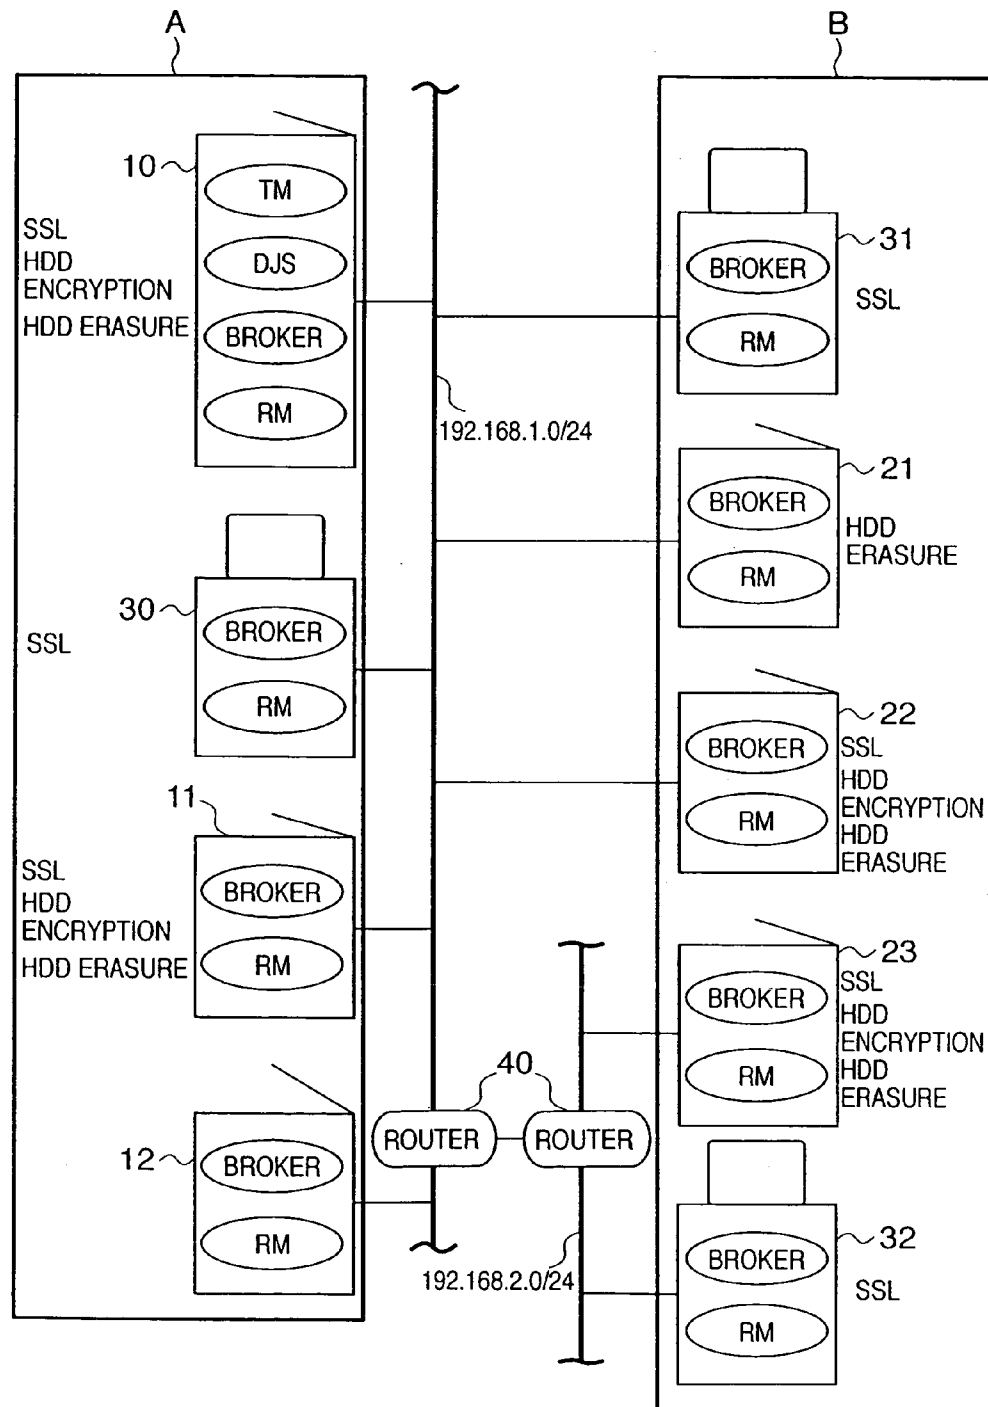 A
B
10
TM
DJS
BROKER
RM
SSL
HDD
ENCRYPTION
HDD ERASURE
192.168.1.0/24
31
BROKER
RM
SSL
21
BROKER
RM
HDD
ERASURE
30
BROKER
RM
SSL
22
BROKER
RM
SSL
HDD
ENCRYPTION
HDD
ERASURE
11
BROKER
RM
SSL
HDD
ENCRYPTION
HDD ERASURE
23
BROKER
RM
SSL
HDD
ENCRYPTION
HDD
ERASURE
40
ROUTER
ROUTER
12
BROKER
RM
192.168.2.0/24
32
BROKER
RM
SSL